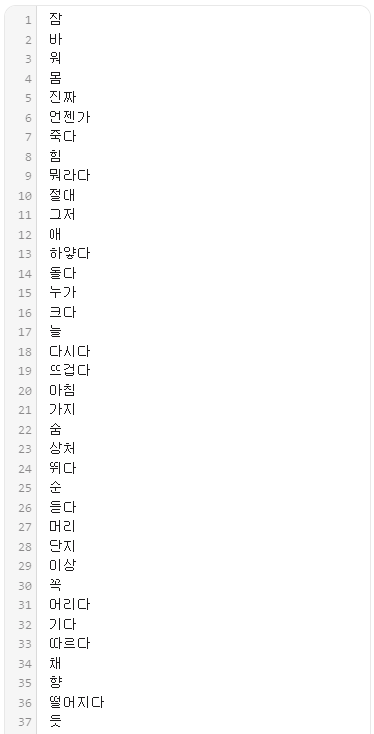 1 잠
2 바
3 워
4 몸
5 진짜
6 언젠가
7 죽다
8 힘
9 뭐라다
10 절대
11 그저
12 애
13 하얗다
14 돌다
15 누가
16 크다
17 늘
18 다시다
19 뜨겁다
20 아침
21 가지
22 숨
23 상처
24 뛰다
25 순
26 듣다
27 머리
28 단지
29 이상
30 꼭
31 어리다
32 기다
33 따르다
34 채
35 향
36 떨어지다
37 듯